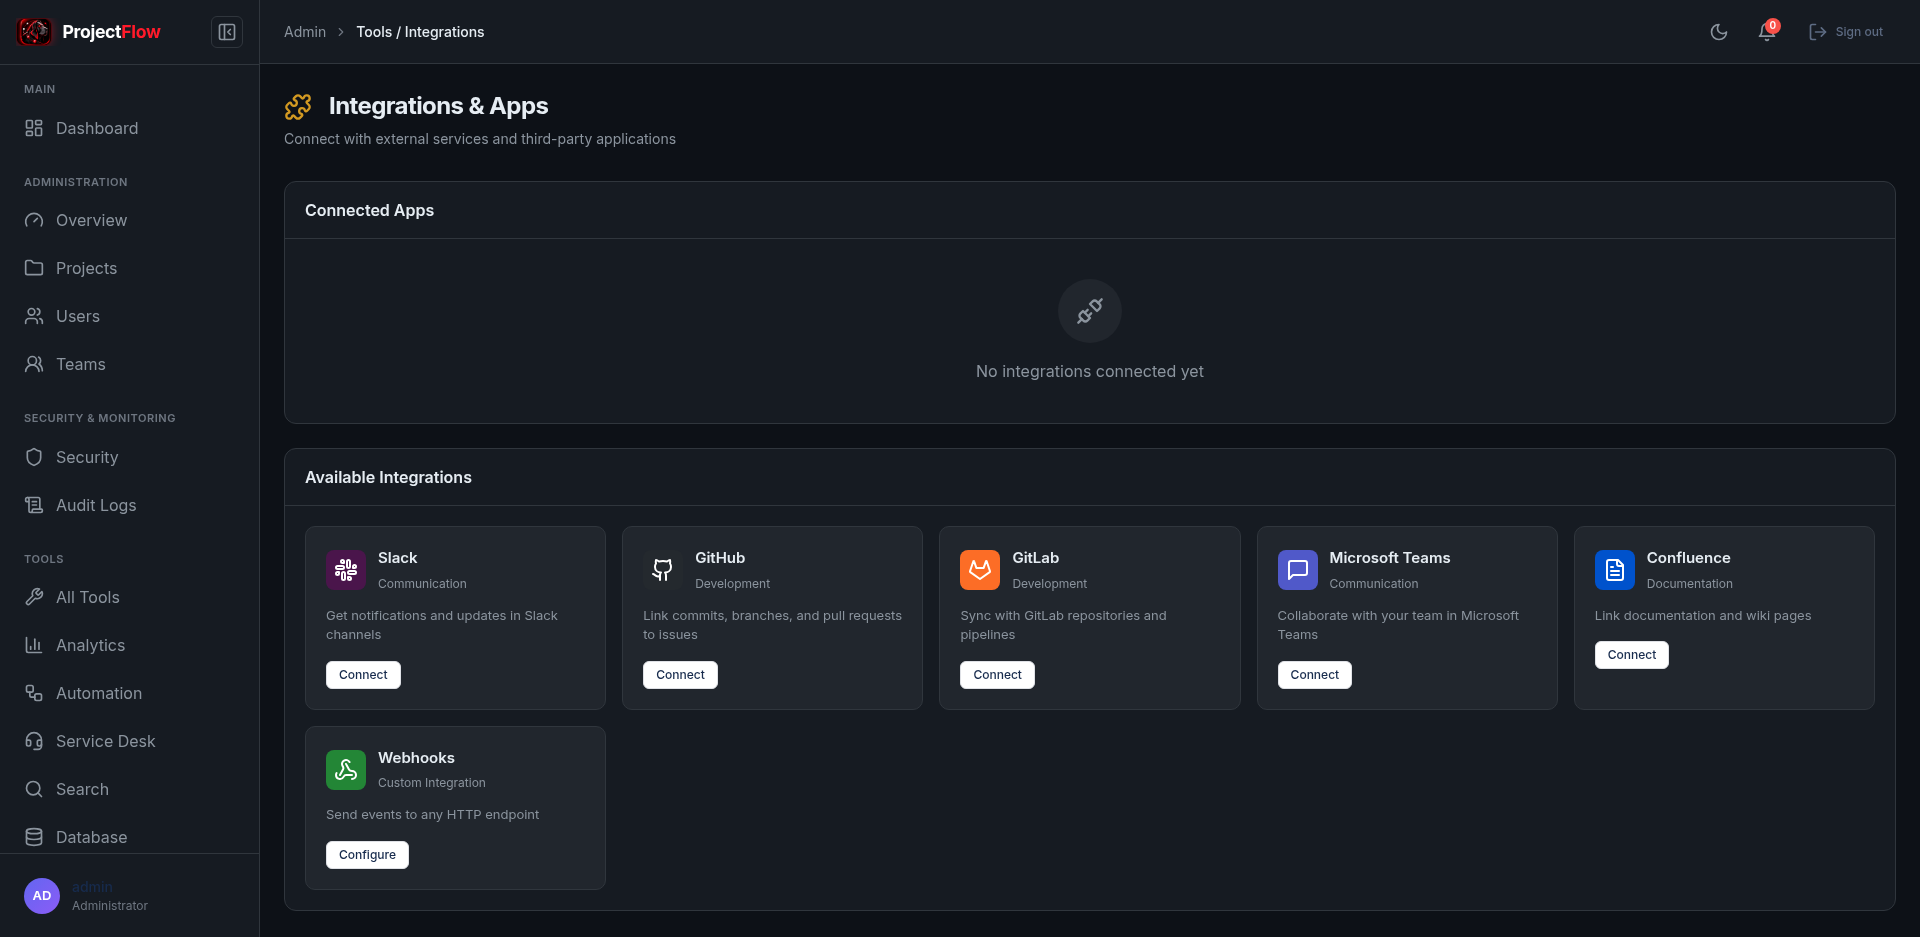 ProjectFlow
MAIN
Dashboard
ADMINISTRATION
Overview
Projects
Users
Teams
SECURITY & MONITORING
Security
Audit Logs
TOOLS
All Tools
Analytics
Automation
Service Desk
Search
Database
AD
admin
Administrator
Admin > Tools / Integrations
0
Sign out
Integrations & Apps
Connect with external services and third-party applications
Connected Apps
No integrations connected yet
Available Integrations
Slack
Communication
Get notifications and updates in Slack
channels
Connect
GitHub
Development
Link commits, branches, and pull requests
to issues
Connect
GitLab
Development
Sync with GitLab repositories and
pipelines
Connect
Microsoft Teams
Communication
Collaborate with your team in Microsoft
Teams
Connect
Confluence
Documentation
Link documentation and wiki pages
Connect
Webhooks
Custom Integration
Send events to any HTTP endpoint
Configure